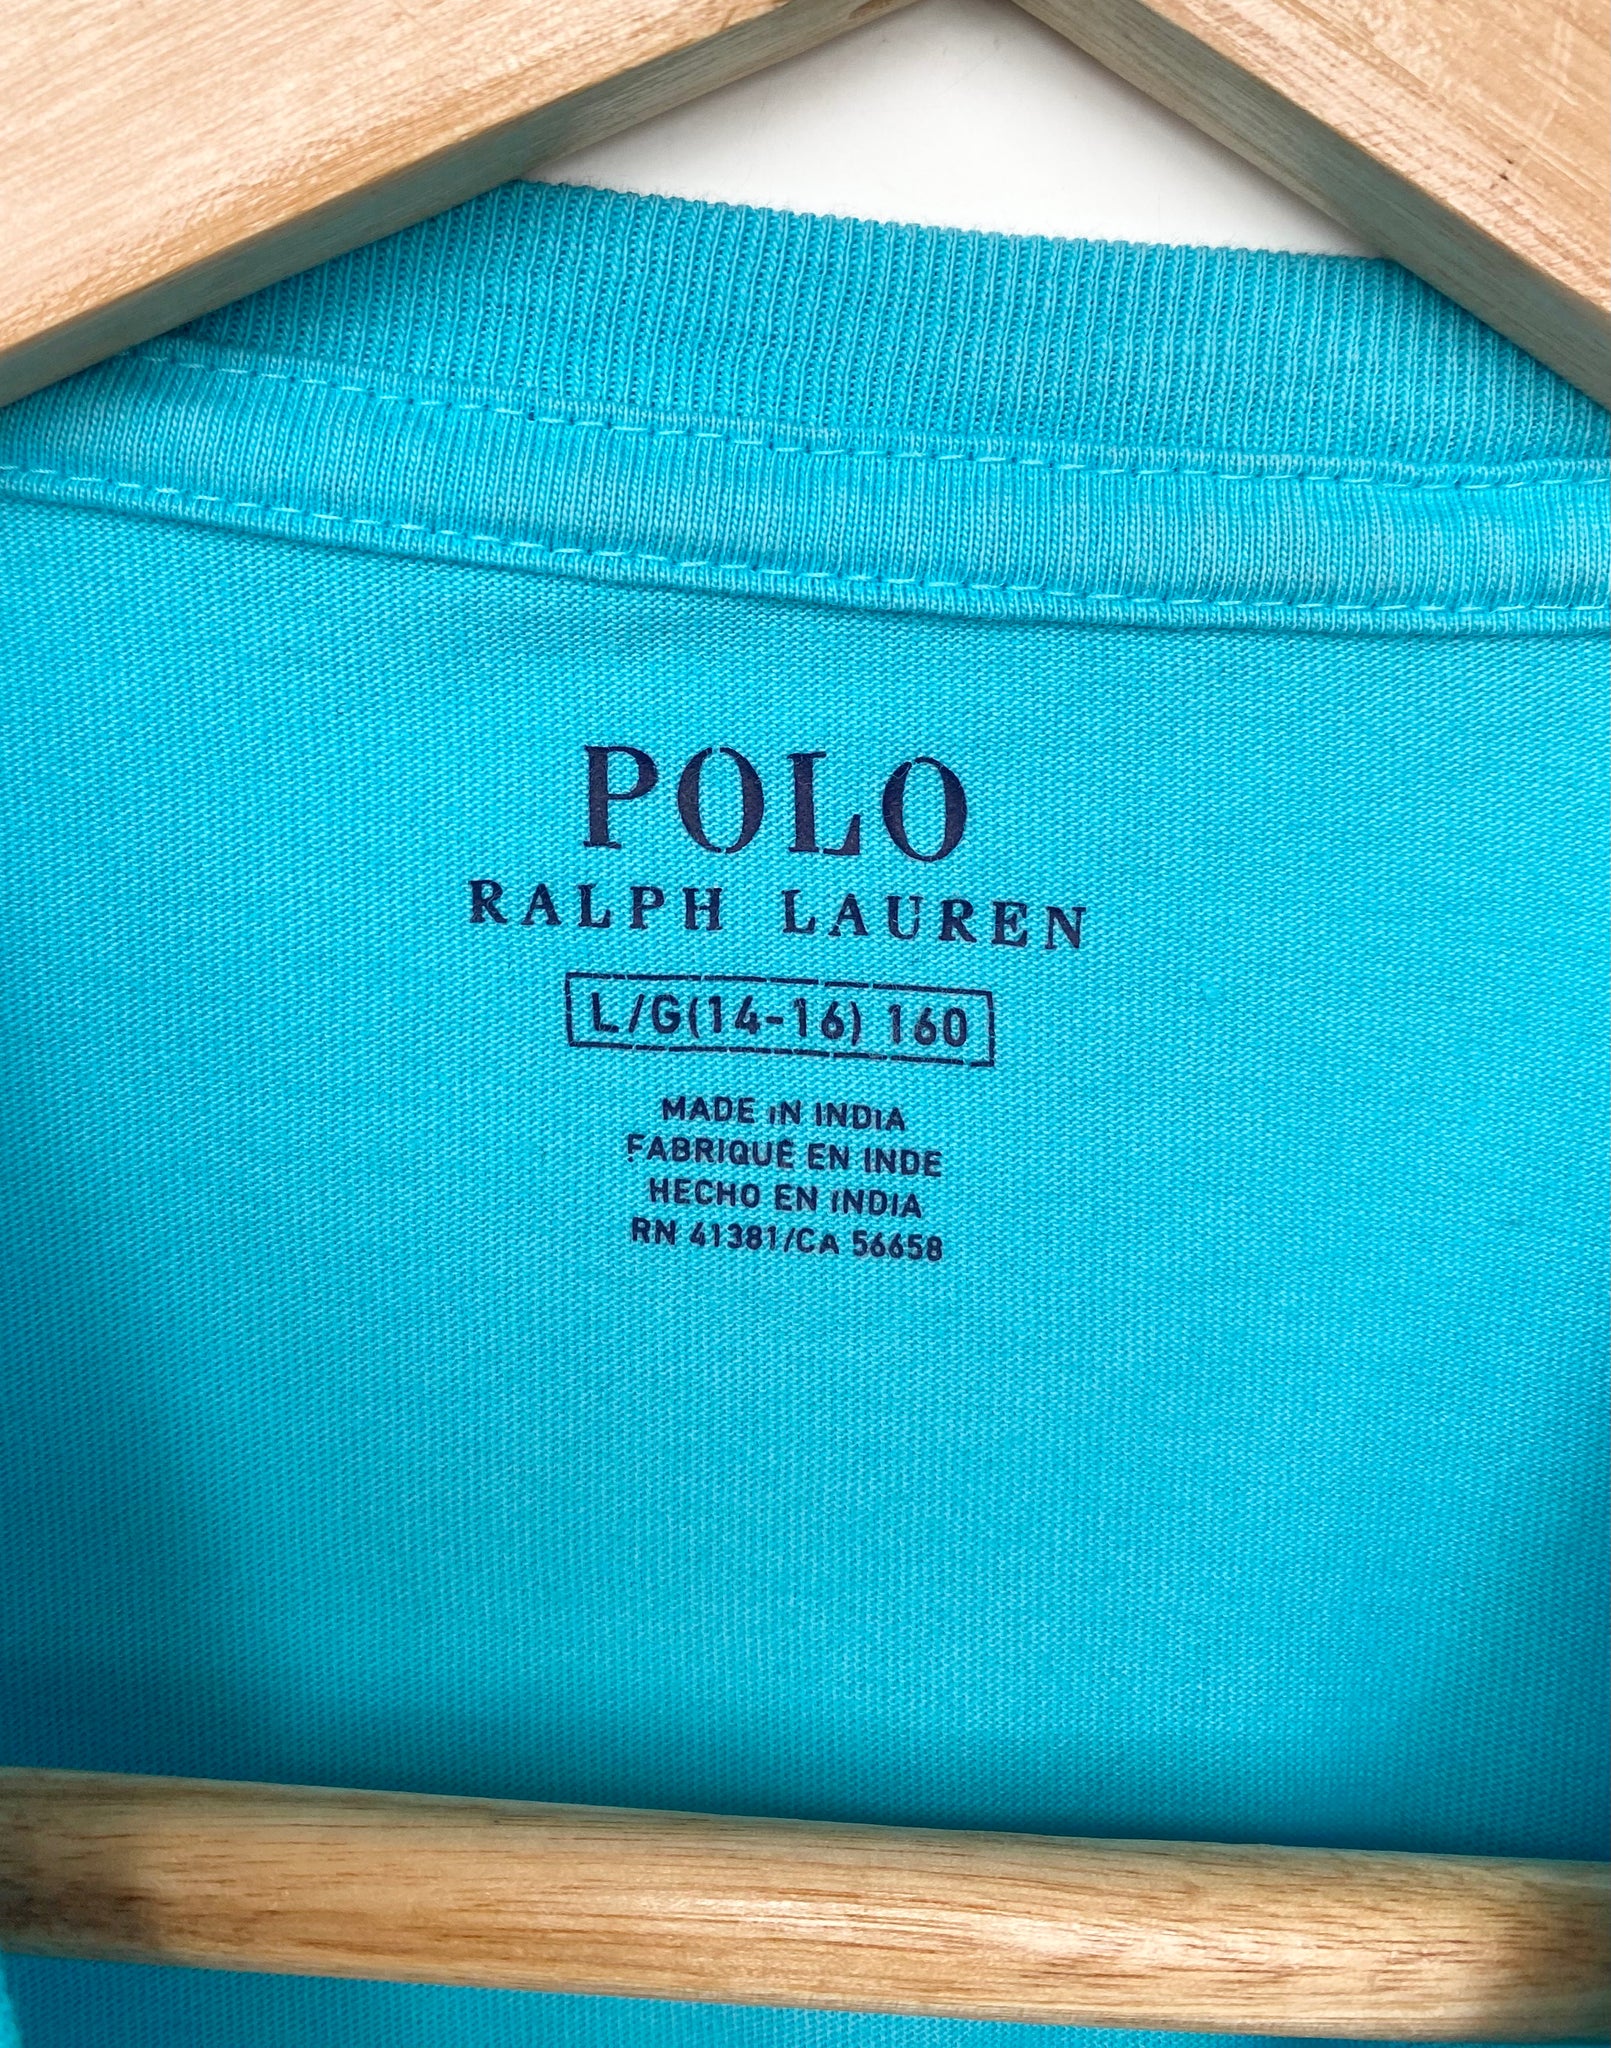 POLO
RALPH LAUREN
L/G(14-16) 160
MADE IN INDIA
FABRIQUÉ EN INDE
HECHO EN INDIA
RN 41381/CA 56658